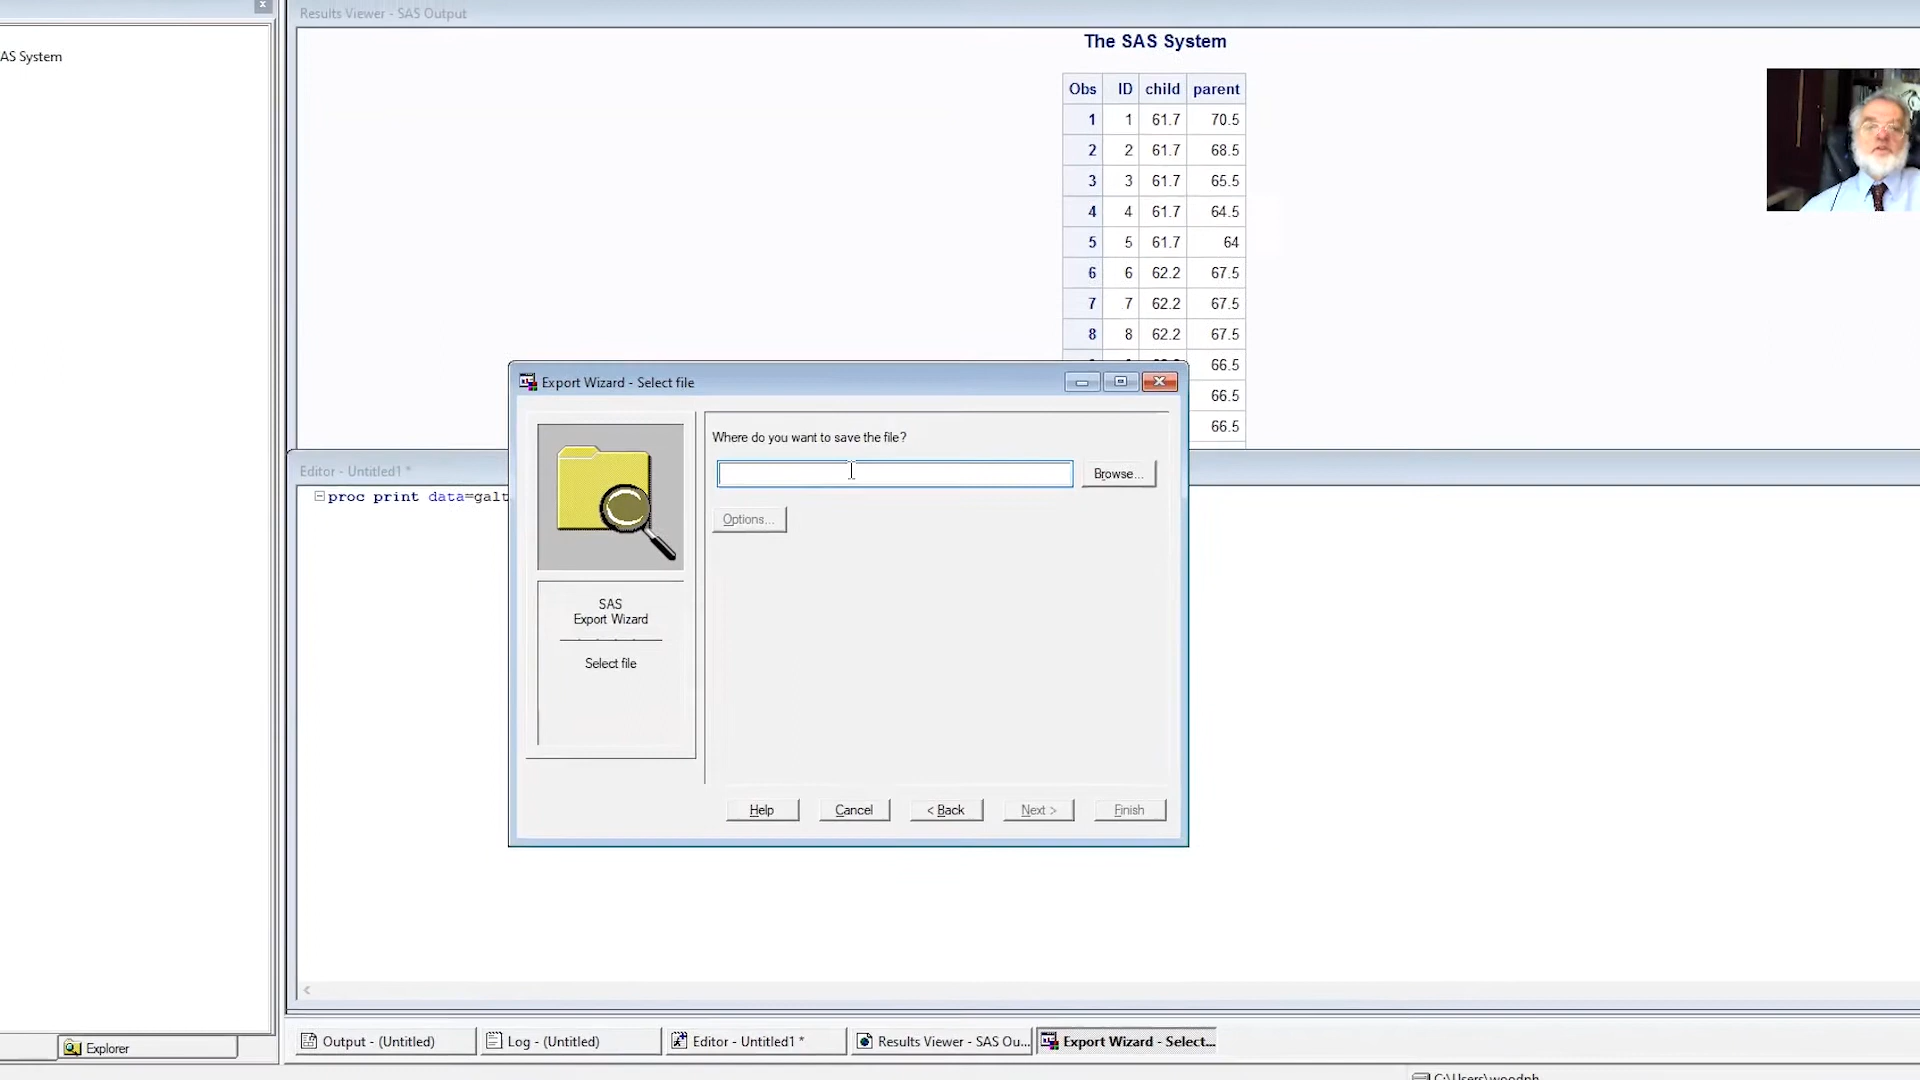 Results Viewer - SAS Output
AS System
The SAS System
Obs ID child parent
1 1 61.7 70.5
2 2 61.7 68.5
3 3 61.7 65.5
4 4 61.7 64.5
5 5 61.7 64
6 6 62.2 67.5
7 7 62.2 67.5
8 8 62.2 67.5
66.5
66.5
66.5
Export Wizard - Select file
Where do you want to save the file?
Browse...
Options...
SAS
Export Wizard
Select file
Help Cancel < Back Next > Finish
Editor - Untitled1 *
proc print data=galt
Output - (Untitled) Log - (Untitled) Editor - Untitled1 * Results Viewer - SAS Ou... Export Wizard - Select...
Explorer
C:\Users\woodph